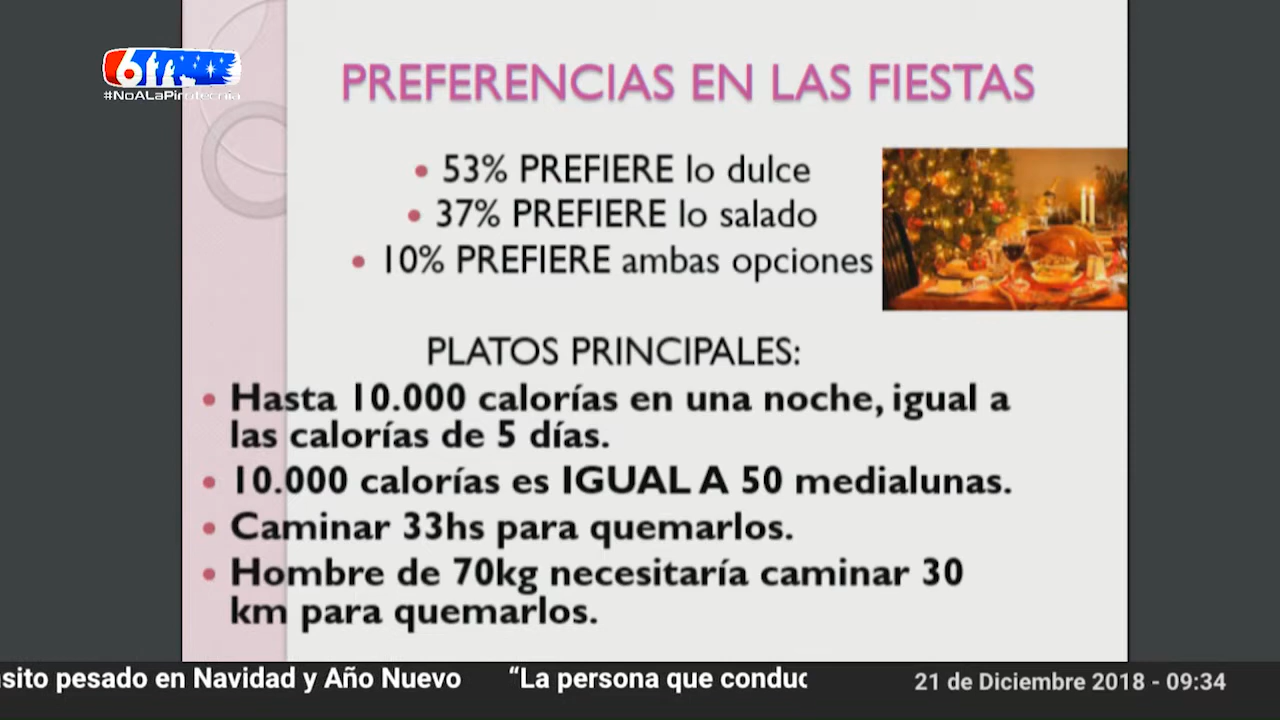 6
#NoALaPirotecnia
PREFERENCIAS EN LAS FIESTAS
• 53% PREFIERE lo dulce
• 37% PREFIERE lo salado
• 10% PREFIERE ambas opciones
PLATOS PRINCIPALES:
• Hasta 10.000 calorías en una noche, igual a
las calorías de 5 días.
• 10.000 calorías es IGUAL A 50 medialunas.
• Caminar 33hs para quemarlos.
• Hombre de 70kg necesitaría caminar 30
km para quemarlos.
nsito pesado en Navidad y Año Nuevo “La persona que conduc
21 de Diciembre 2018 - 09:34